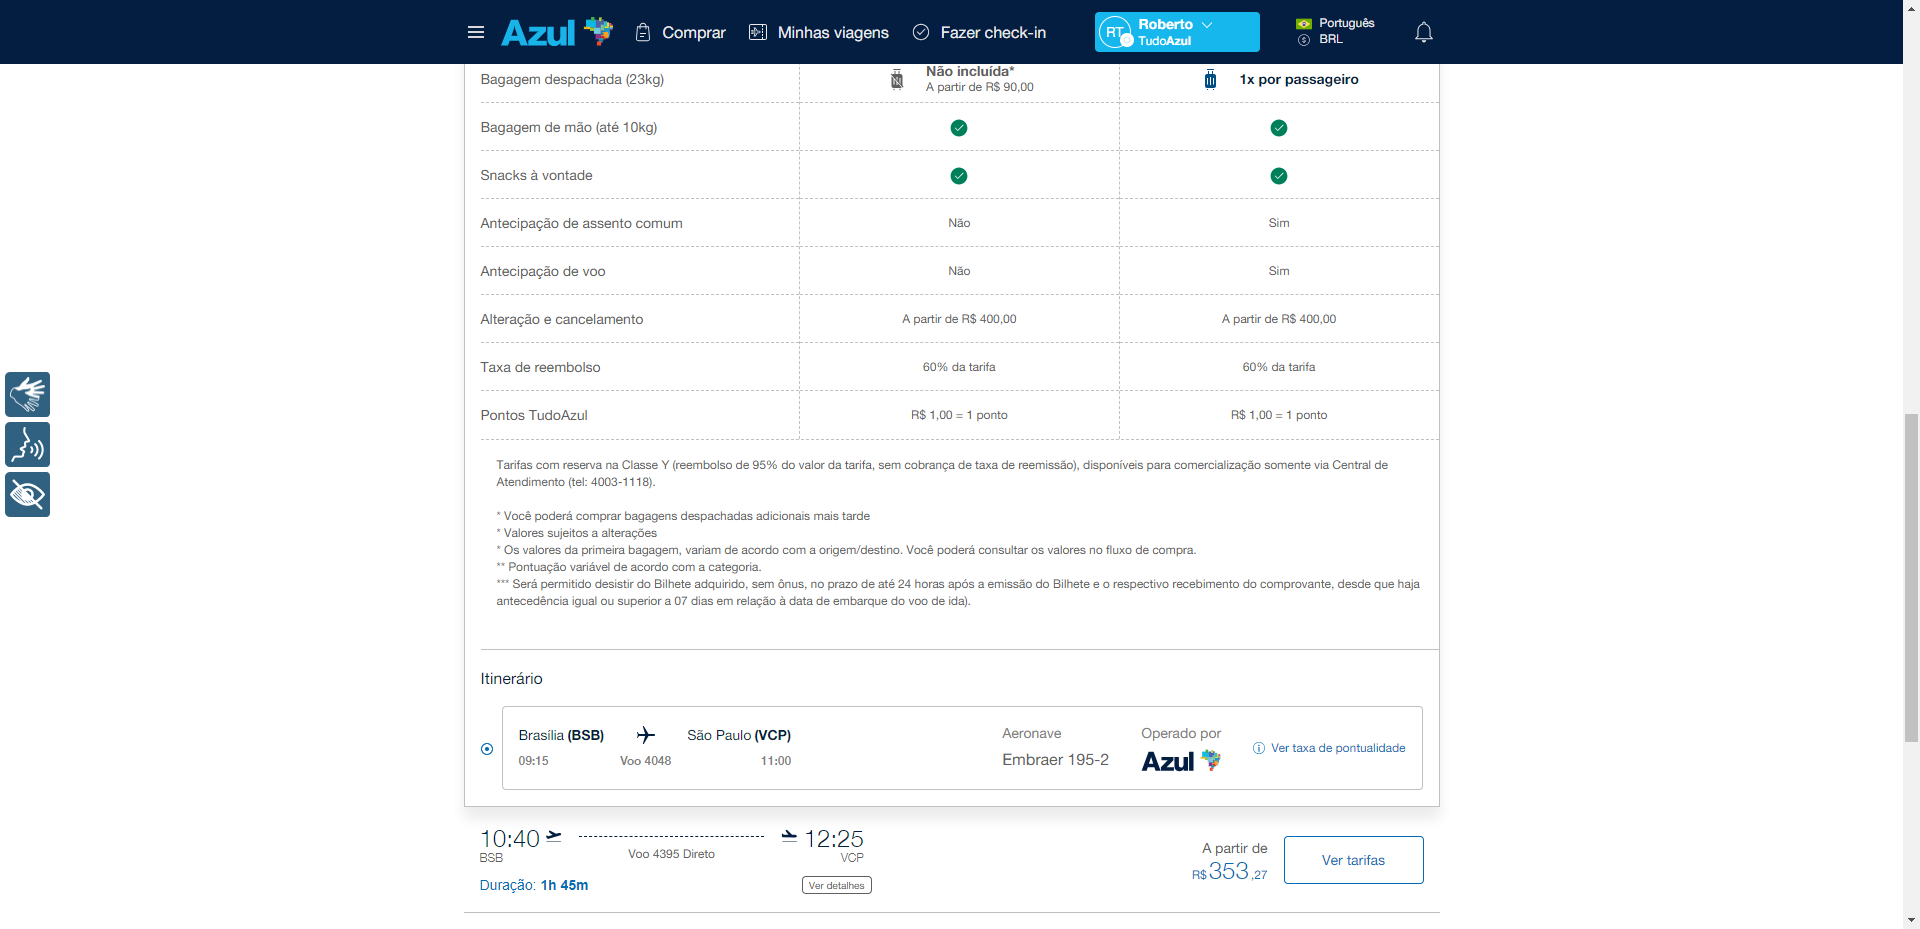 Azul
Comprar
Minhas viagens
Fazer check-in
RT
Roberto
TudoAzul
Português
BRL
Bagagem despachada (23kg)
Não incluída*
A partir de R$ 90,00
1x por passageiro
Bagagem de mão (até 10kg)
Snacks à vontade
Antecipação de assento comum
Não
Sim
Antecipação de voo
Não
Sim
Alteração e cancelamento
A partir de R$ 400,00
A partir de R$ 400,00
Taxa de reembolso
60% da tarifa
60% da tarifa
Pontos TudoAzul
R$ 1,00 = 1 ponto
R$ 1,00 = 1 ponto
Tarifas com reserva na Classe Y (reembolso de 95% do valor da tarifa, sem cobrança de taxa de reemissão), disponíveis para comercialização somente via Central de
Atendimento (tel: 4003-1118).
* Você poderá comprar bagagens despachadas adicionais mais tarde
* Valores sujeitos a alterações
* Os valores da primeira bagagem, variam de acordo com a origem/destino. Você poderá consultar os valores no fluxo de compra.
** Pontuação variável de acordo com a categoria.
*** Será permitido desistir do Bilhete adquirido, sem ônus, no prazo de até 24 horas após a emissão do Bilhete e o respectivo recebimento do comprovante, desde que haja
antecedência igual ou superior a 07 dias em relação à data de embarque do voo de ida).
Itinerário
Brasília (BSB)
São Paulo (VCP)
09:15
Voo 4048
11:00
Aeronave
Embraer 195-2
Operado por
Azul
Ver taxa de pontualidade
10:40
12:25
BSB
Voo 4395 Direto
VCP
Duração: 1h 45m
Ver detalhes
A partir de
R$ 353,27
Ver tarifas